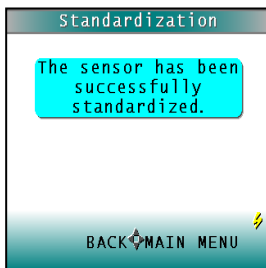 Standardization
The sensor has been
successfully
standardized.
BACK MAIN MENU